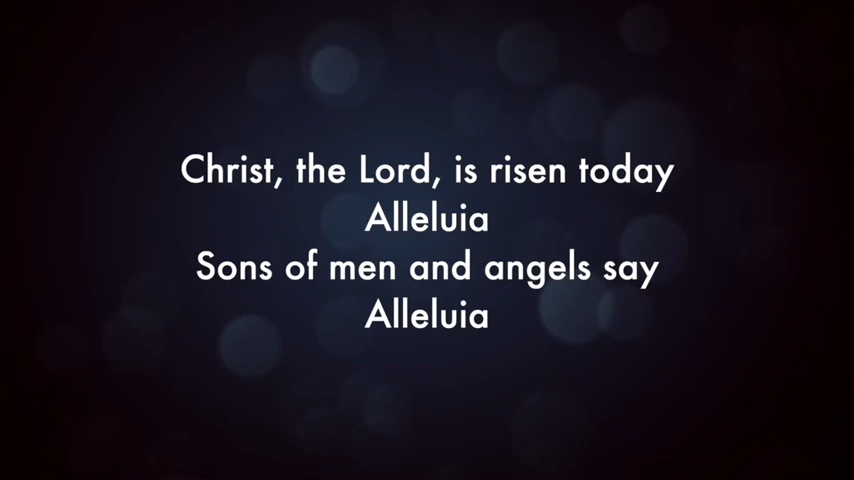 Christ, the Lord, is risen today
Alleluia
Sons of men and angels say
Alleluia